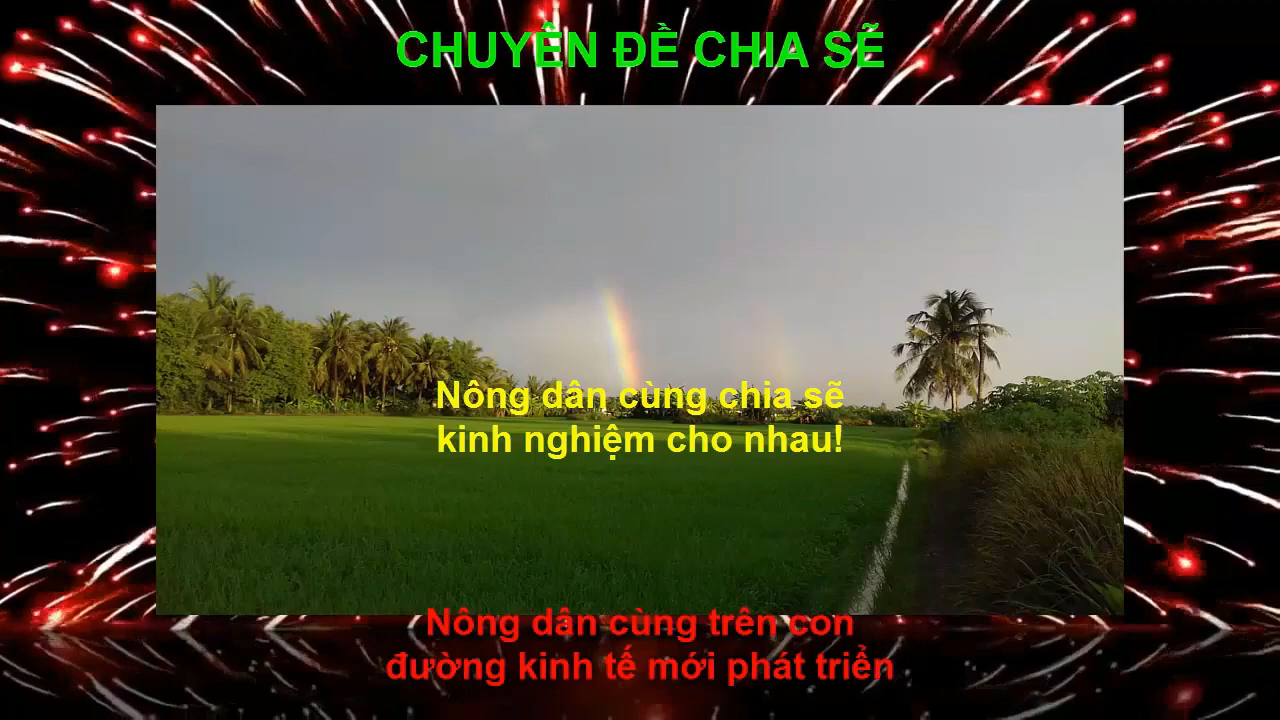 CHUYÊN ĐỀ CHIA SẼ
Nông dân cùng chia sẽ
kinh nghiệm cho nhau!
Nông dân cùng trên con
đường kinh tế mới phát triển